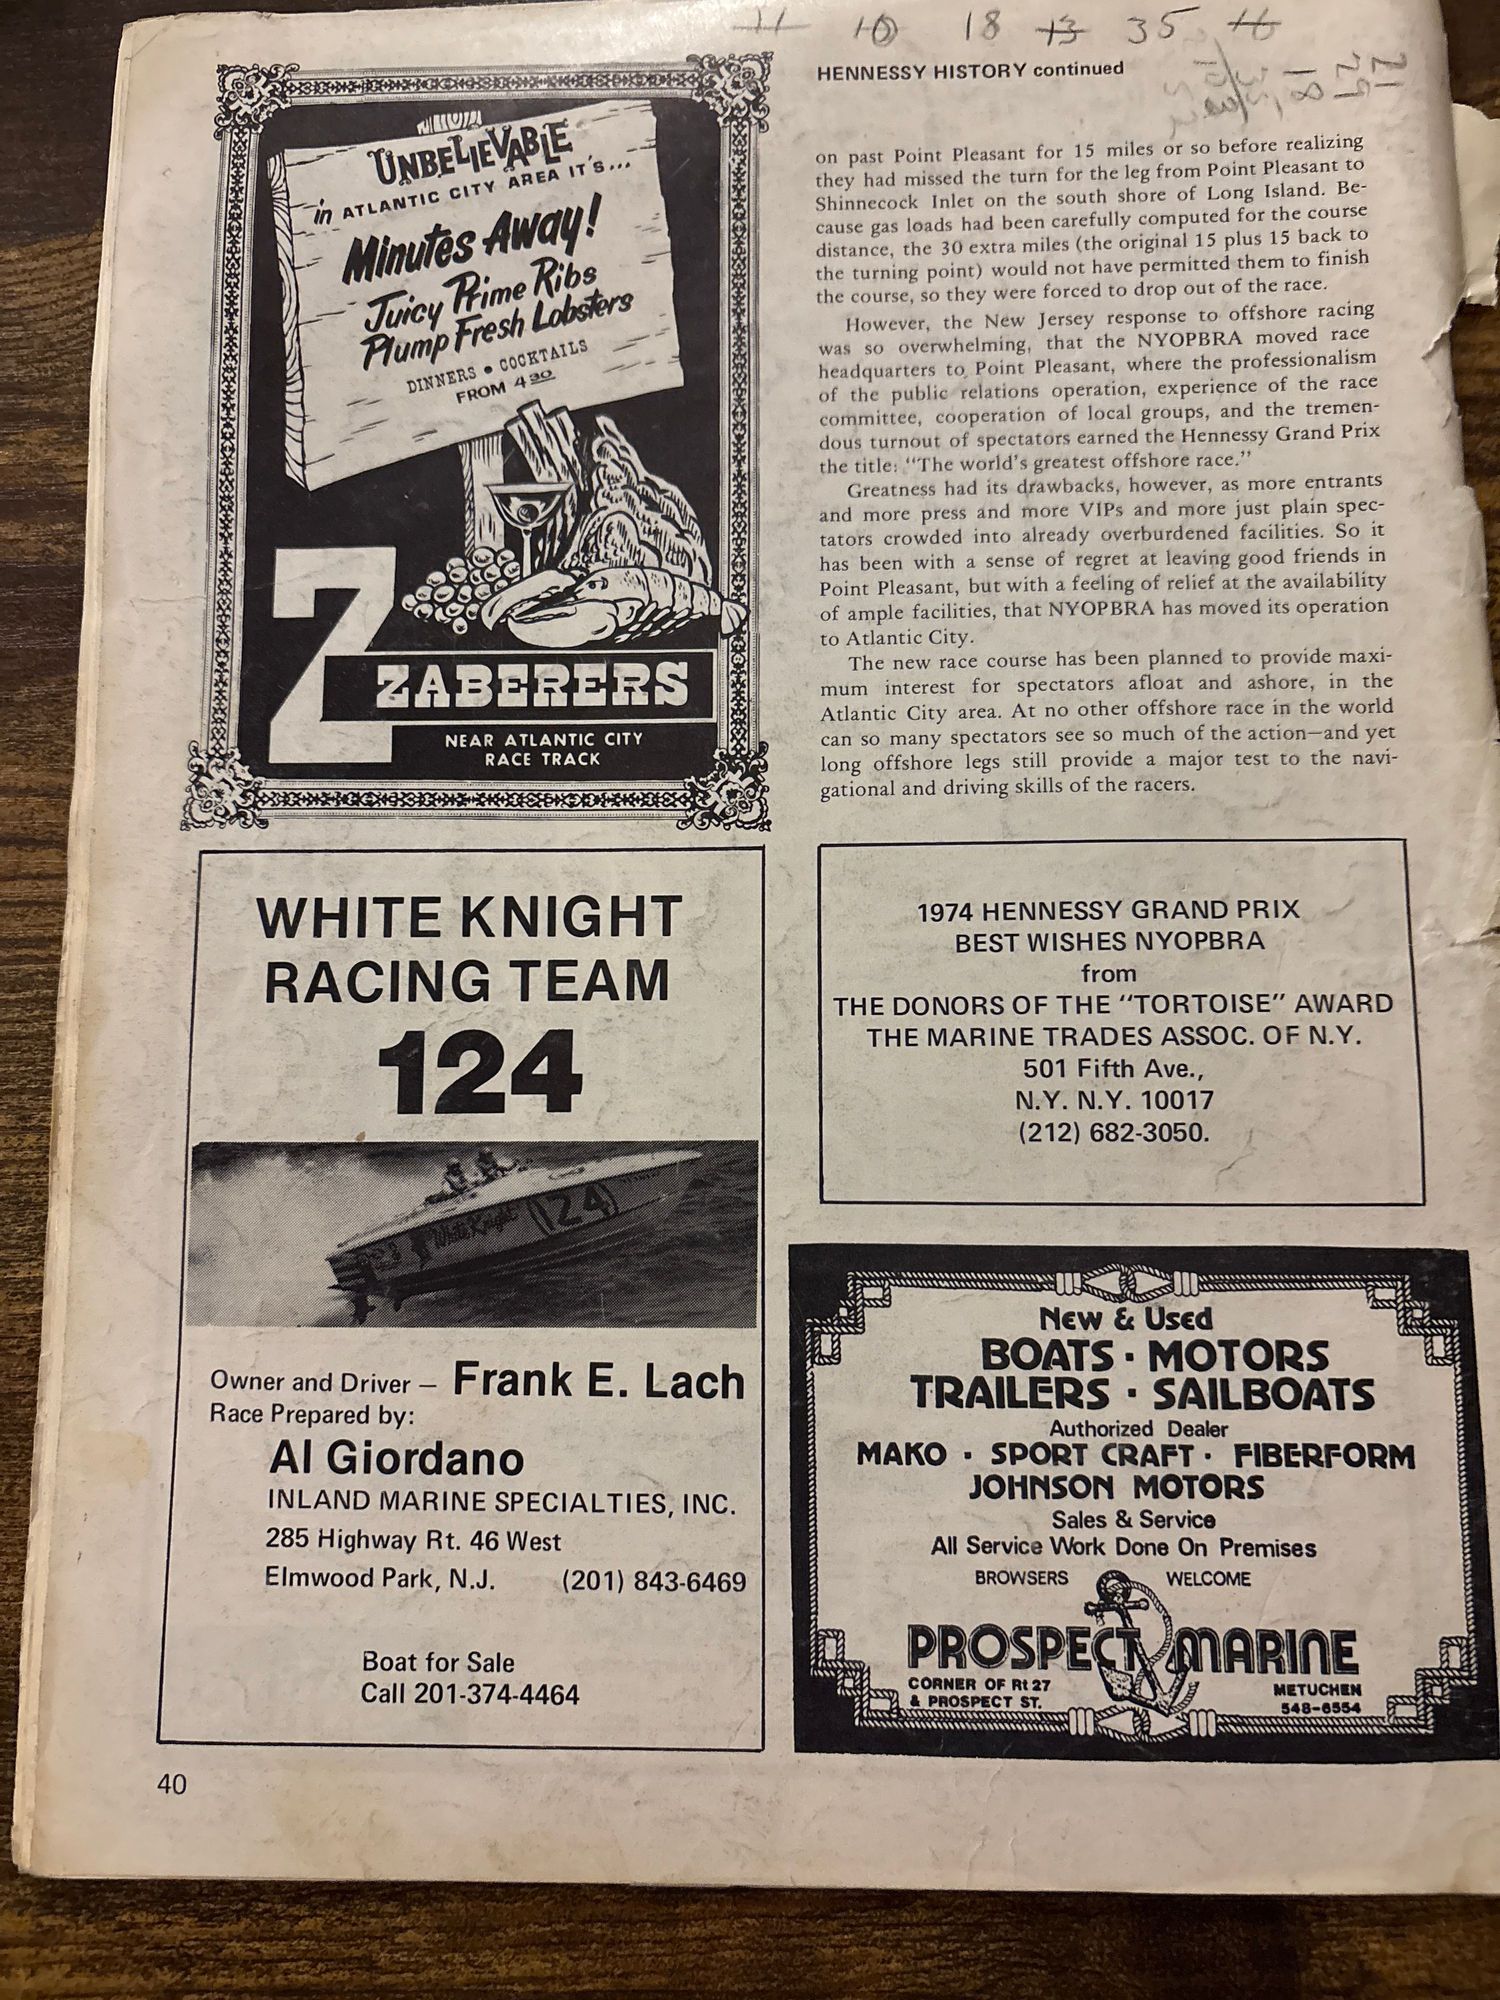 11 10 18 13 35 16
UNBELIEVABLE
in ATLANTIC CITY AREA IT'S...
Minutes Away!
Juicy Prime Ribs
Plump Fresh Lobsters
DINNERS • COCKTAILS
FROM 4 30
Z
ZABERERS
NEAR ATLANTIC CITY
RACE TRACK
WHITE KNIGHT
RACING TEAM
124
White Knight 124
Owner and Driver — Frank E. Lach
Race Prepared by:
Al Giordano
INLAND MARINE SPECIALTIES, INC.
285 Highway Rt. 46 West
Elmwood Park, N.J. (201) 843-6469
Boat for Sale
Call 201-374-4464
40
HENNESSY HISTORY continued
on past Point Pleasant for 15 miles or so before realizing
they had missed the turn for the leg from Point Pleasant to
Shinnecock Inlet on the south shore of Long Island. Be-
cause gas loads had been carefully computed for the course
distance, the 30 extra miles (the original 15 plus 15 back to
the turning point) would not have permitted them to finish
the course, so they were forced to drop out of the race.
However, the New Jersey response to offshore racing
was so overwhelming, that the NYOPBRA moved race
headquarters to Point Pleasant, where the professionalism
of the public relations operation, experience of the race
committee, cooperation of local groups, and the tremen-
dous turnout of spectators earned the Hennessy Grand Prix
the title: "The world's greatest offshore race."
Greatness had its drawbacks, however, as more entrants
and more press and more VIPs and more just plain spec-
tators crowded into already overburdened facilities. So it
has been with a sense of regret at leaving good friends in
Point Pleasant, but with a feeling of relief at the availability
of ample facilities, that NYOPBRA has moved its operation
to Atlantic City.
The new race course has been planned to provide maxi-
mum interest for spectators afloat and ashore, in the
Atlantic City area. At no other offshore race in the world
can so many spectators see so much of the action—and yet
long offshore legs still provide a major test to the navi-
gational and driving skills of the racers.
1974 HENNESSY GRAND PRIX
BEST WISHES NYOPBRA
from
THE DONORS OF THE "TORTOISE" AWARD
THE MARINE TRADES ASSOC. OF N.Y.
501 Fifth Ave.,
N.Y. N.Y. 10017
(212) 682-3050.
New & Used
BOATS · MOTORS
TRAILERS · SAILBOATS
Authorized Dealer
MAKO · SPORT CRAFT · FIBERFORM
JOHNSON MOTORS
Sales & Service
All Service Work Done On Premises
BROWSERS WELCOME
PROSPECT MARINE
CORNER OF Rt 27
& PROSPECT ST.
METUCHEN
548-6554